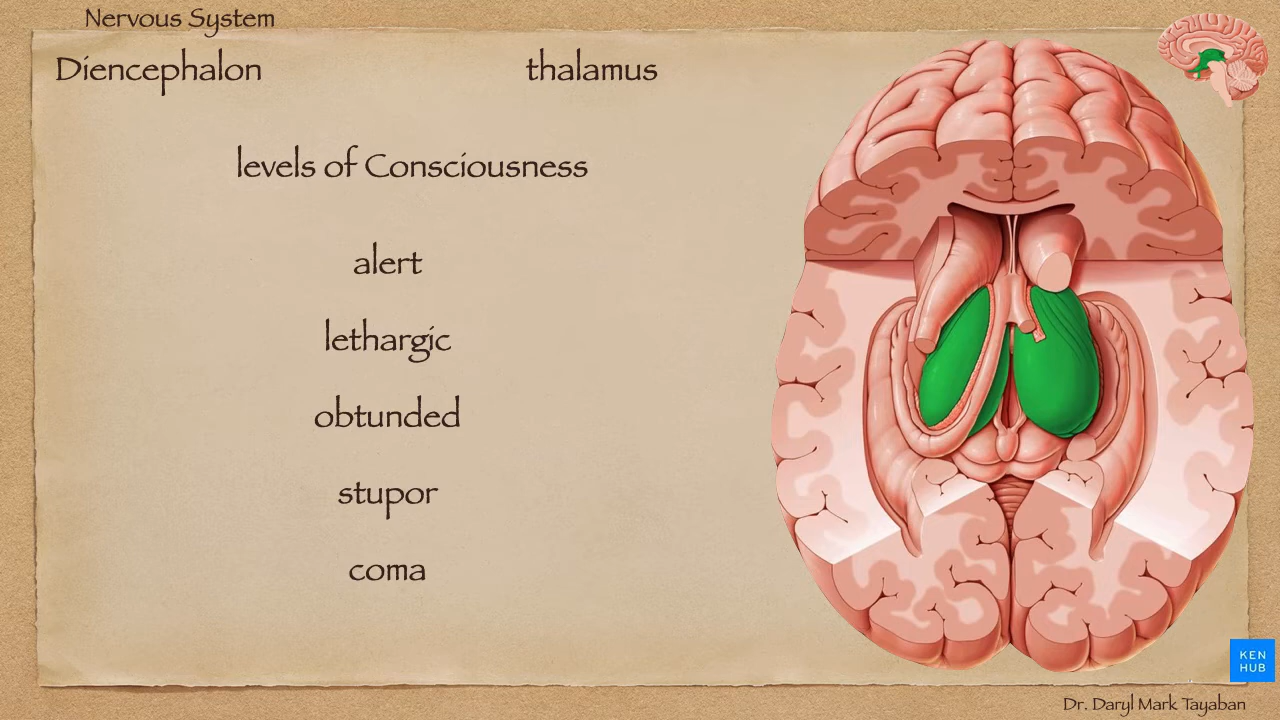 Nervous System
Diencephalon
thalamus
levels of Consciousness
alert
lethargic
obtunded
stupor
coma
KEN
HUB
Dr. Daryl Mark Tayaban